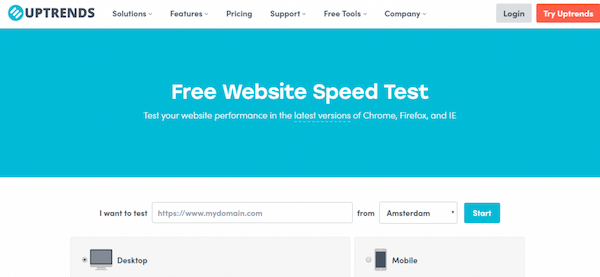 UPTRENDS Solutions Features Pricing Support Free Tools Company Login Try Uptrends
Free Website Speed Test
Test your website performance in the latest versions of Chrome, Firefox, and IE
I want to test https://www.mydomain.com from Amsterdam Start
Desktop Mobile